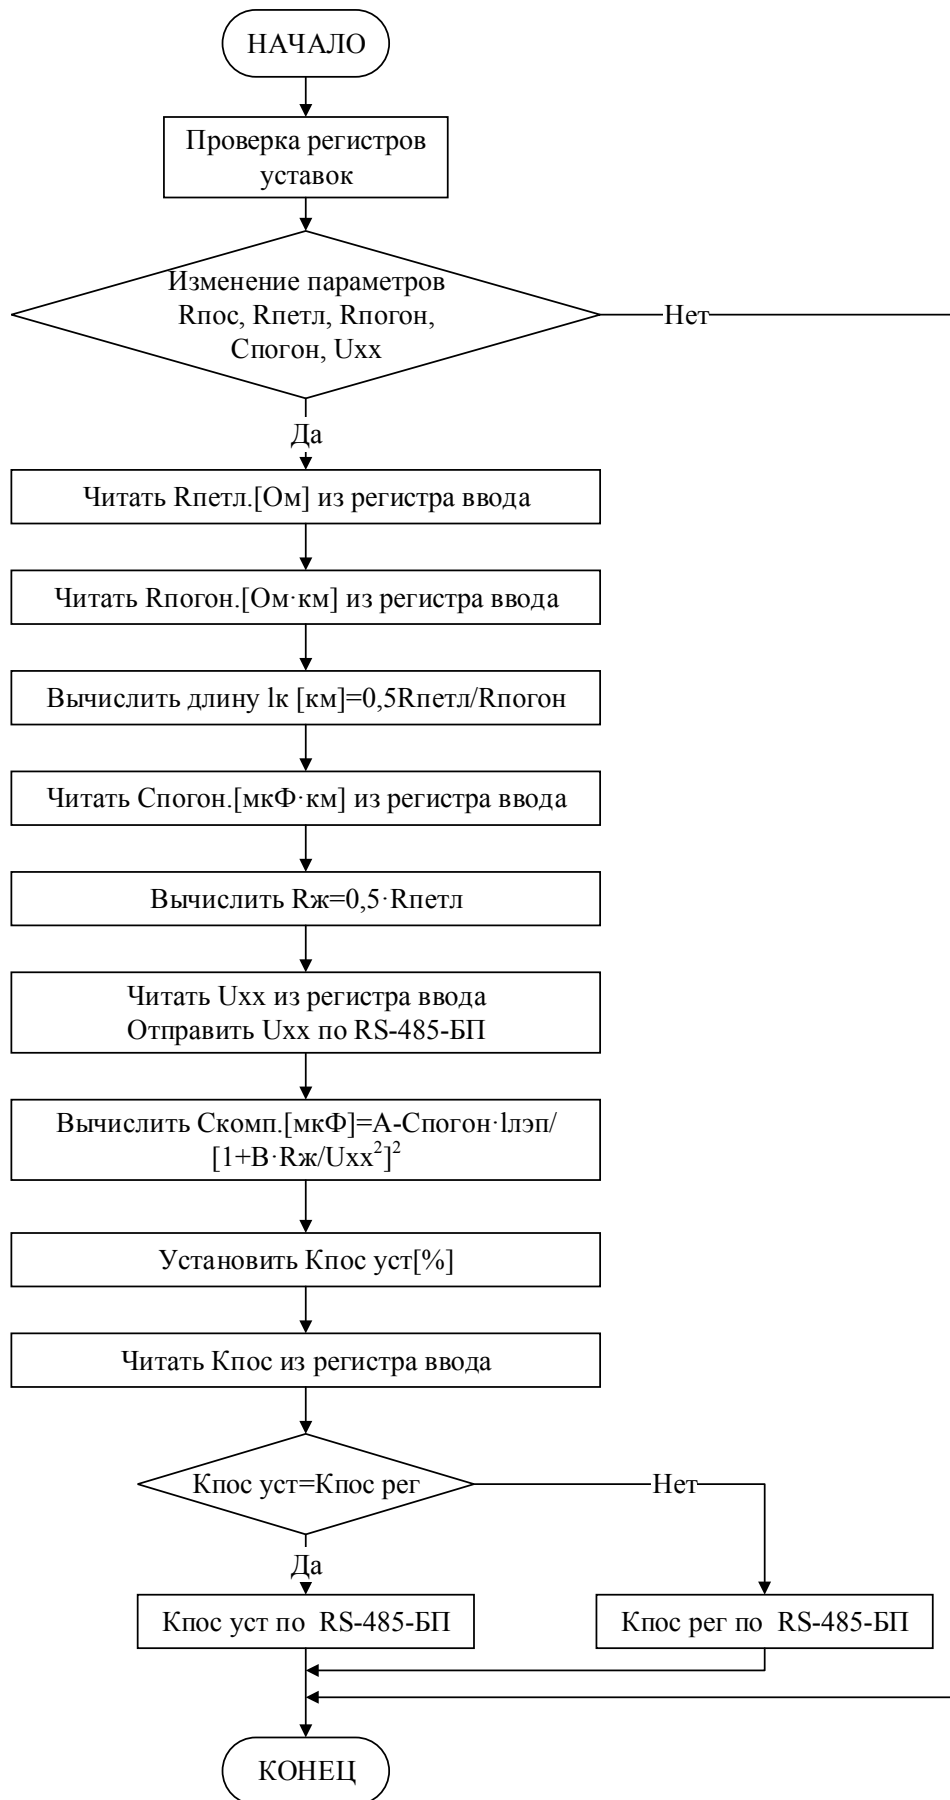 НАЧАЛО
Проверка регистров
уставок
Изменение параметров
Rпос, Rпетл, Rпогон,
Спогон, Uхх
Нет
Да
Читать Rпетл.[Ом] из регистра ввода
Читать Rпогон.[Ом·км] из регистра ввода
Вычислить длину lк [км]=0,5Rпетл/Rпогон
Читать Спогон.[мкФ·км] из регистра ввода
Вычислить Rж=0,5·Rпетл
Читать Uхх из регистра ввода
Отправить Uхх по RS-485-БП
Вычислить Скомп.[мкФ]=А-Спогон·lлэп/
[1+В·Rж/Uхх²]²
Установить Кпос уст[%]
Читать Кпос из регистра ввода
Кпос уст=Кпос рег
Нет
Да
Кпос уст по RS-485-БП
Кпос рег по RS-485-БП
КОНЕЦ